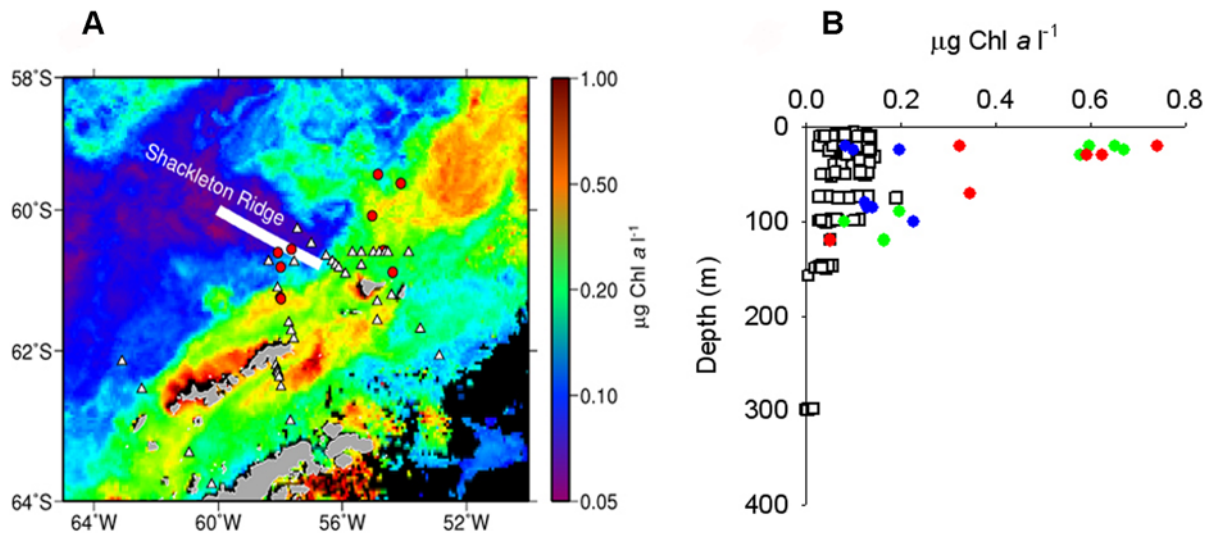 A
58°S
60°S
62°S
64°S
64°W
60°W
56°W
52°W
Shackleton Ridge
1.00
0.50
0.20
0.10
0.05
µg Chl a l-1
B
µg Chl a l-1
0.0 0.2 0.4 0.6 0.8
0
100
200
300
400
Depth (m)